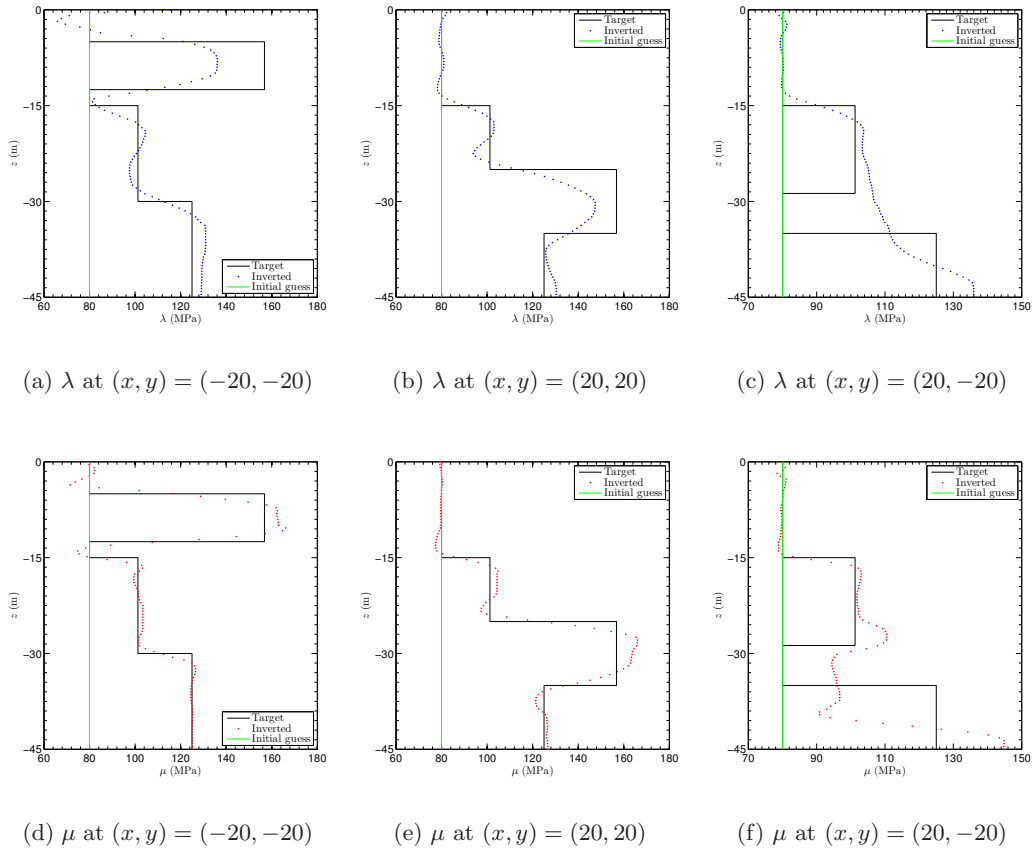 0
−15
−30
−45
z (m)
60 80 100 120 140 160 180
λ (MPa)
Target
Inverted
Initial guess
(a) λ at (x, y) = (−20, −20)
0
−15
−30
−45
z (m)
60 80 100 120 140 160 180
λ (MPa)
Target
Inverted
Initial guess
(b) λ at (x, y) = (20, 20)
0
−15
−30
−45
z (m)
70 90 110 130 150
λ (MPa)
Target
Inverted
Initial guess
(c) λ at (x, y) = (20, −20)
0
−15
−30
−45
z (m)
60 80 100 120 140 160 180
μ (MPa)
Target
Inverted
Initial guess
(d) μ at (x, y) = (−20, −20)
0
−15
−30
−45
z (m)
60 80 100 120 140 160 180
μ (MPa)
Target
Inverted
Initial guess
(e) μ at (x, y) = (20, 20)
0
−15
−30
−45
z (m)
70 90 110 130 150
μ (MPa)
Target
Inverted
Initial guess
(f) μ at (x, y) = (20, −20)